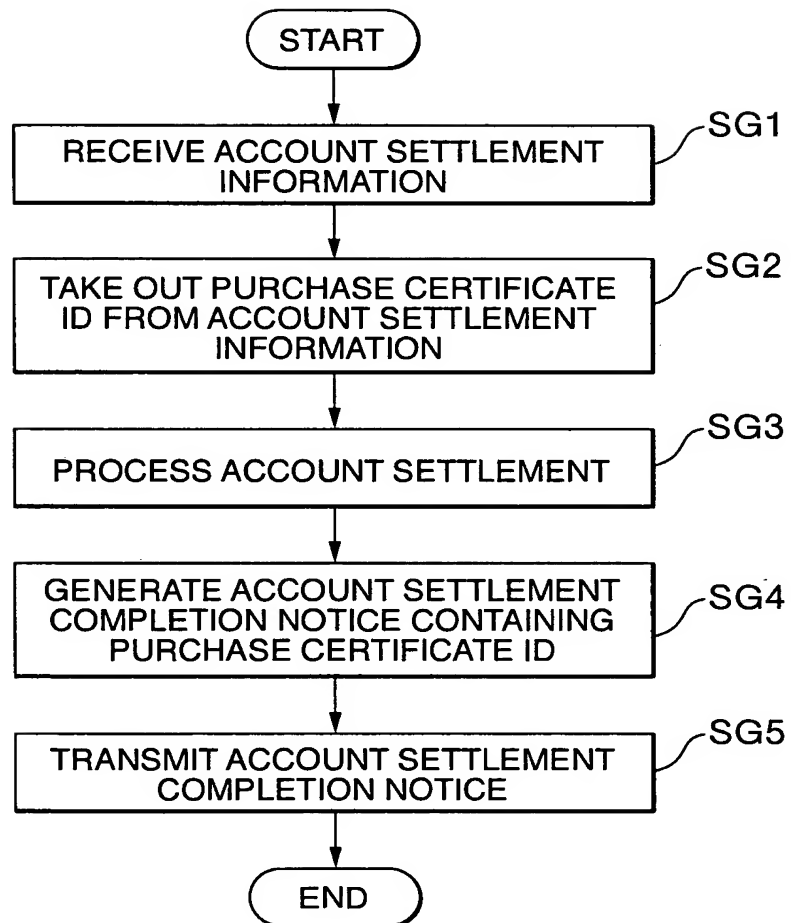 START
RECEIVE ACCOUNT SETTLEMENT
INFORMATION
SG1
TAKE OUT PURCHASE CERTIFICATE
ID FROM ACCOUNT SETTLEMENT
INFORMATION
SG2
PROCESS ACCOUNT SETTLEMENT
SG3
GENERATE ACCOUNT SETTLEMENT
COMPLETION NOTICE CONTAINING
PURCHASE CERTIFICATE ID
SG4
TRANSMIT ACCOUNT SETTLEMENT
COMPLETION NOTICE
SG5
END